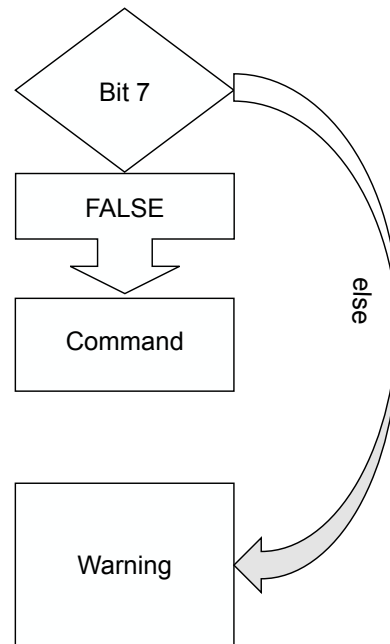 Bit 7
FALSE
Command
else
Warning